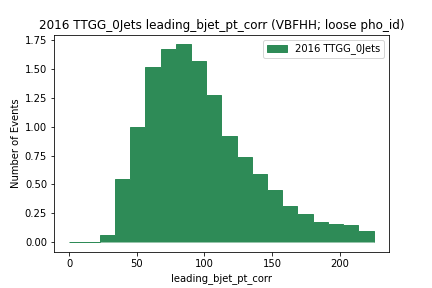 2016 TTGG_0Jets leading_bjet_pt_corr (VBFHH; loose pho_id)
2016 TTGG_0Jets
1.75
1.50
1.25
1.00
0.75
0.50
0.25
0.00
Number of Events
0 50 100 150 200
leading_bjet_pt_corr